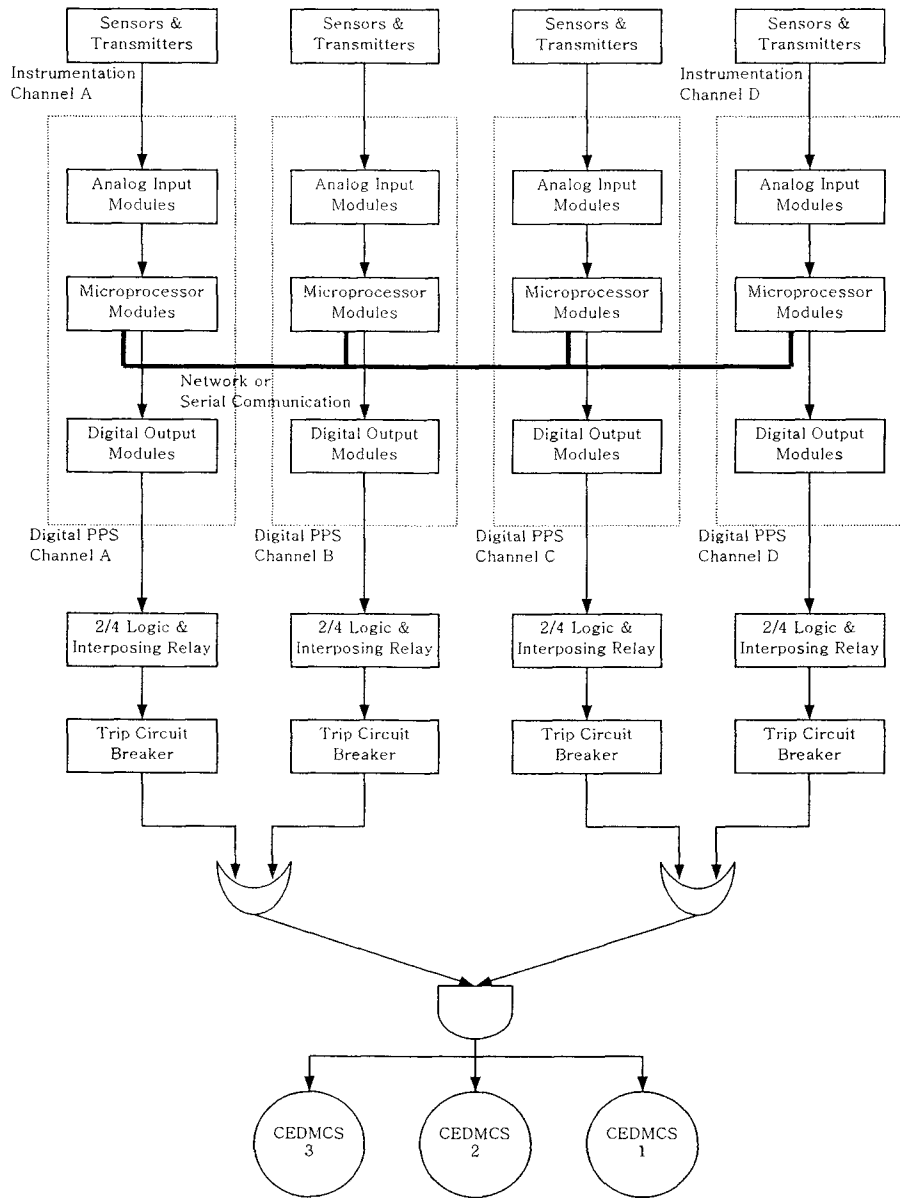 Sensors &
Transmitters
Sensors &
Transmitters
Sensors &
Transmitters
Sensors &
Transmitters
Instrumentation
Channel A
Instrumentation
Channel D
Analog Input
Modules
Analog Input
Modules
Analog Input
Modules
Analog Input
Modules
Microprocessor
Modules
Microprocessor
Modules
Microprocessor
Modules
Microprocessor
Modules
Network or
Serial Communication
Digital Output
Modules
Digital Output
Modules
Digital Output
Modules
Digital Output
Modules
Digital PPS
Channel A
Digital PPS
Channel B
Digital PPS
Channel C
Digital PPS
Channel D
2/4 Logic &
Interposing Relay
2/4 Logic &
Interposing Relay
2/4 Logic &
Interposing Relay
2/4 Logic &
Interposing Relay
Trip Circuit
Breaker
Trip Circuit
Breaker
Trip Circuit
Breaker
Trip Circuit
Breaker
CEDMCS
3
CEDMCS
2
CEDMCS
1